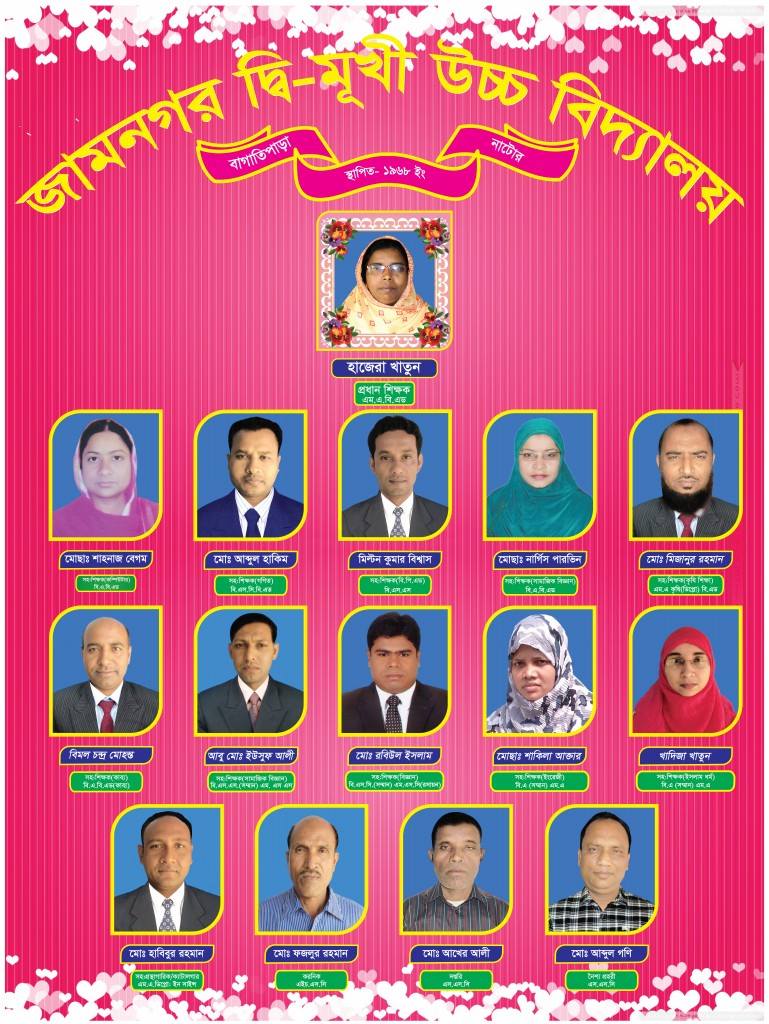 জামনগর দ্বি-মূখী উচ্চ বিদ্যালয়
বাগাতিপাড়া
স্থাপিত- ১৯৬৮ ইং
নাটোর
হাজেরা খাতুন
প্রধান শিক্ষক
এম.এ.বি.এড
মোছাঃ শাহনাজ বেগম
মোঃ আব্দুল হাকিম
মিল্টন কুমার বিশ্বাস
মোছাঃ নার্গিস পারভিন
মোঃ মিজানুর রহমান
সহ:শিক্ষক(কম্পিউটার)
বি.এ.বি.এড
সহ:শিক্ষক(গণিত)
বি.এস.সি.বি.এড
সহ:শিক্ষক(বি.পি.এড)
বি.এস.এস
সহ:শিক্ষক(সামাজিক বিজ্ঞান)
বি.এ.বি.এড
সহ:শিক্ষক(কৃষি শিক্ষা)
এম.এ কৃষি(ডিপ্লো) বি.এড
বিমল চন্দ্র মোহন্ত
আবু মোঃ ইউসুফ আলী
মোঃ রবিউল ইসলাম
মোছাঃ শাকিলা আক্তার
খাদিজা খাতুন
সহ:শিক্ষক(কাব্য)
বি.এ.বি.এড(কাব্য)
সহ:শিক্ষক(সামাজিক বিজ্ঞান)
বি.এস.এস.(সম্মান) এম. এস এস
সহ:শিক্ষক(বিজ্ঞান)
বি.এস.সি.(সম্মান) এম.এস.সি(রসায়ন)
সহ:শিক্ষক(ইংরেজী)
বি.এ (সম্মান) এম.এ
সহ:শিক্ষক(ইসলাম ধর্ম)
বি.এ (সম্মান) এম.এ
মোঃ হাবিবুর রহমান
মোঃ ফজলুর রহমান
মোঃ আখের আলী
মোঃ আব্দুল গণি
সহ:গ্রন্থাগারিক/ক্যাটালগার
এম.এ.ডিপ্লো: ইন সাইন্স
করনিক
এইচ.এস.সি
দপ্তরি
এস.এস.সি
নৈশ্য প্রহরী
এস.এস.সি